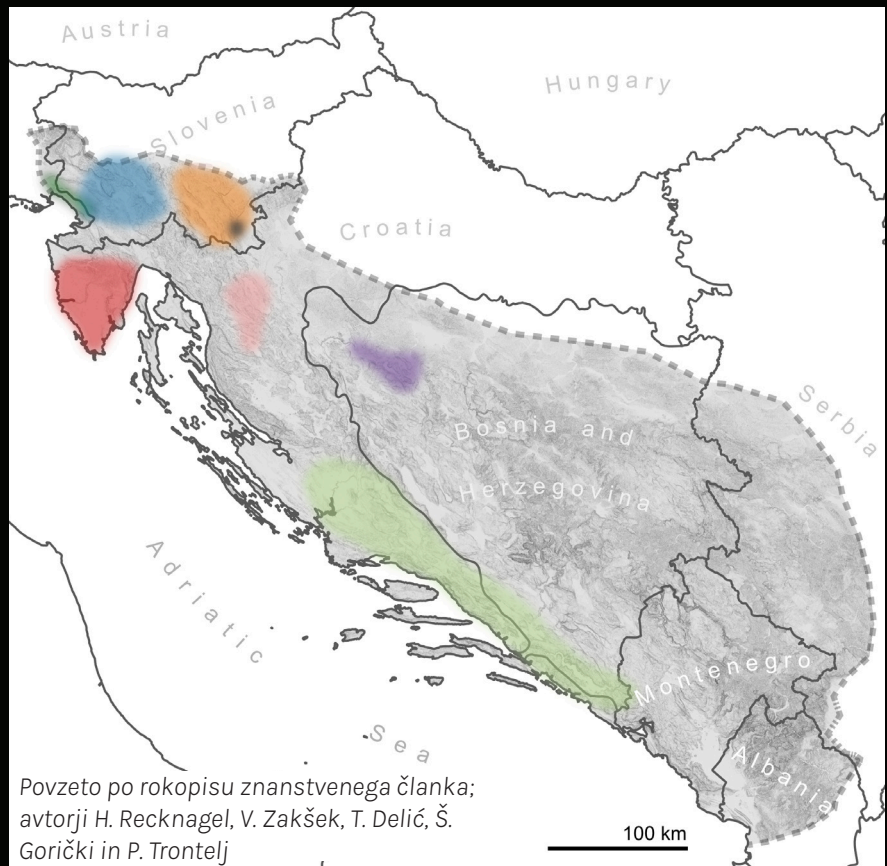 Austria
Hungary
Slovenia
Croatia
Serbia
Bosnia and
Herzegovina
Adriatic
Montenegro
Sea
Albania
Povzeto po rokopisu znanstvenega članka;
avtorji H. Recknagel, V. Zakšek, T. Delić, Š.
Gorički in P. Trontelj
100 km